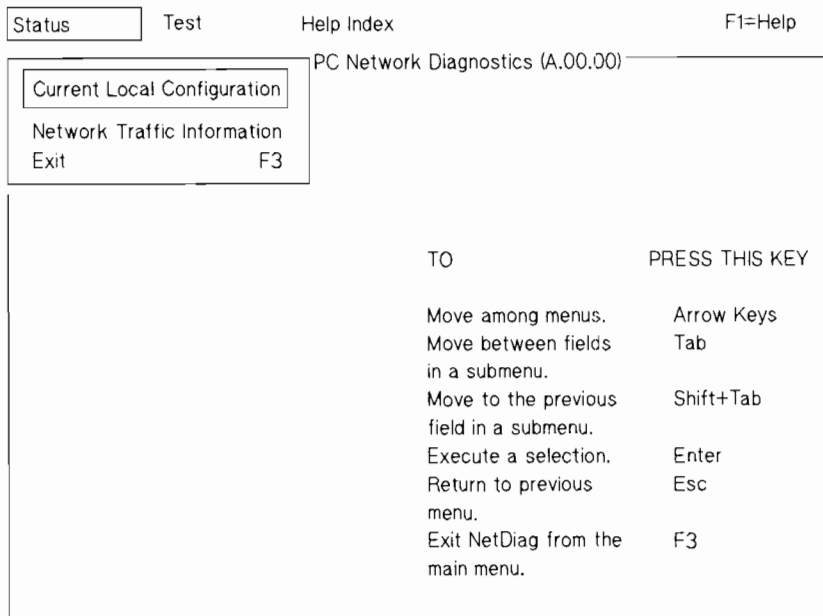 Status Test Help Index F1=Help
PC Network Diagnostics (A.00.00)
Current Local Configuration
Network Traffic Information
Exit F3
TO PRESS THIS KEY
Move among menus. Arrow Keys
Move between fields Tab
in a submenu.
Move to the previous Shift+Tab
field in a submenu.
Execute a selection. Enter
Return to previous Esc
menu.
Exit NetDiag from the F3
main menu.